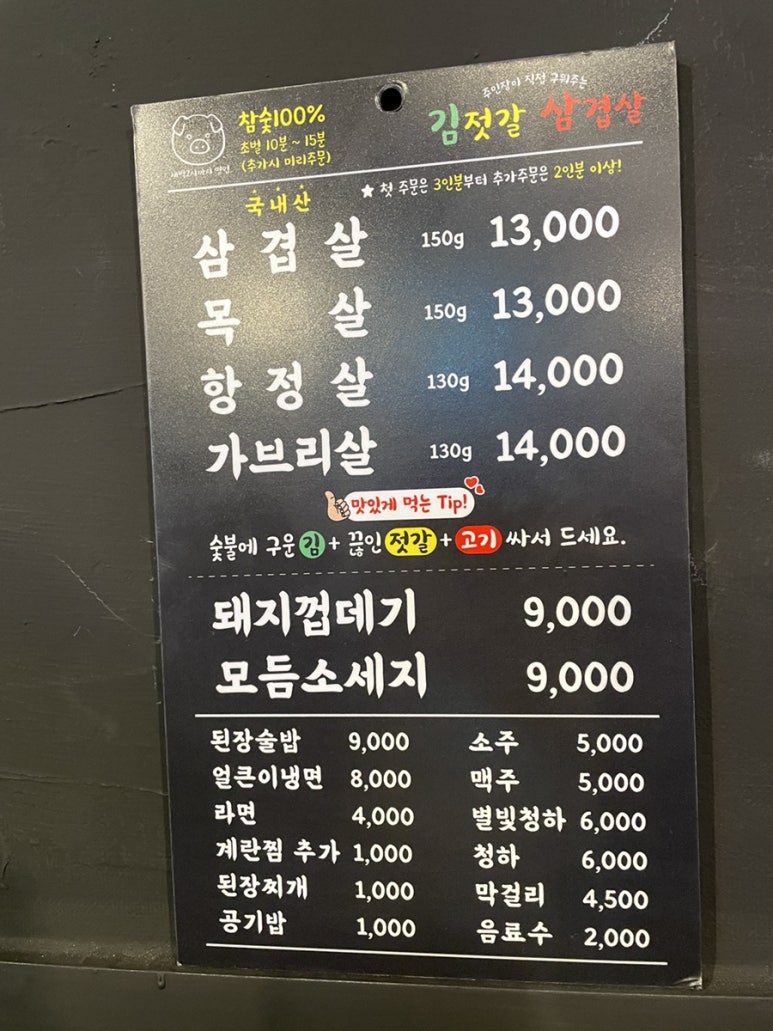 참숯100%
초벌 10분~15분
(추가시 미리주문)
주인장이 직접 구워주는
김젓갈 삼겹살
★ 첫 주문은 3인분부터 추가주문은 2인분 이상!
국내산
삼겹살 150g 13,000
목살 150g 13,000
항정살 130g 14,000
가브리살 130g 14,000
맛있게 먹는 Tip!
숯불에 구운 김 + 끓인 젓갈 + 고기 싸서 드세요.
돼지껍데기 9,000
모듬소세지 9,000
된장술밥 9,000
얼큰이냉면 8,000
라면 4,000
계란찜 추가 1,000
된장찌개 1,000
공기밥 1,000
소주 5,000
맥주 5,000
별빛청하 6,000
청하 6,000
막걸리 4,500
음료수 2,000